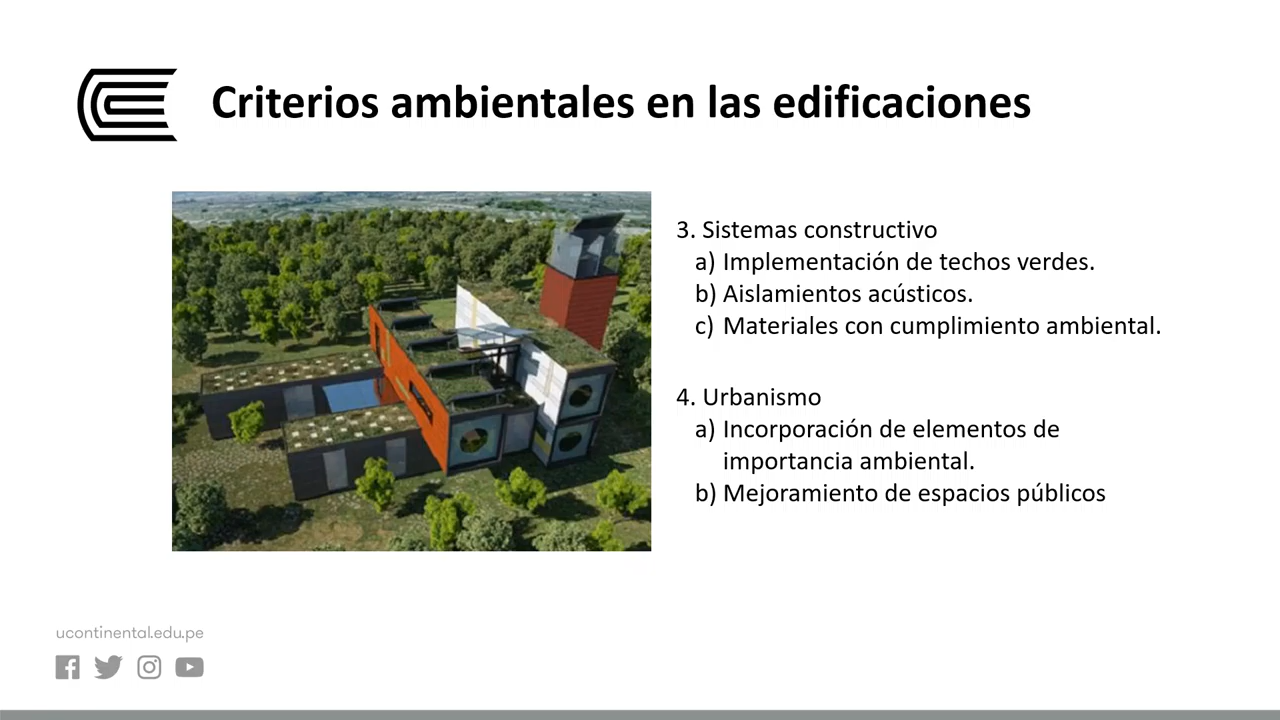 Criterios ambientales en las edificaciones
3. Sistemas constructivo
a) Implementación de techos verdes.
b) Aislamientos acústicos.
c) Materiales con cumplimiento ambiental.
4. Urbanismo
a) Incorporación de elementos de
importancia ambiental.
b) Mejoramiento de espacios públicos
ucontinental.edu.pe